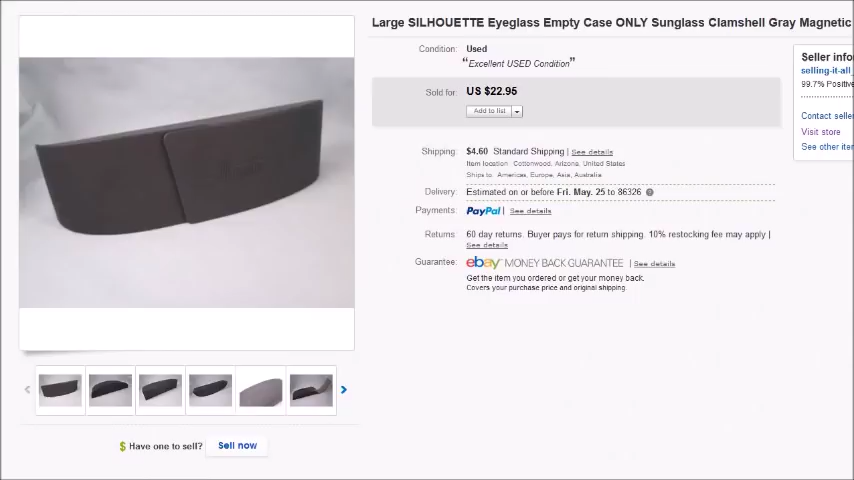 Large SILHOUETTE Eyeglass Empty Case ONLY Sunglass Clamshell Gray Magnetic
Condition: Used
“Excellent USED Condition”
Sold for: US $22.95
Add to list
Shipping: $4.60 Standard Shipping | See details
Item location: Cottonwood, Arizona, United States
Ships to: Americas, Europe, Asia, Australia
Delivery: Estimated on or before Fri. May. 25 to 86326
Payments: PayPal | See details
Returns: 60 day returns. Buyer pays for return shipping. 10% restocking fee may apply |
See details
Guarantee: ebay MONEY BACK GUARANTEE | See details
Get the item you ordered or get your money back.
Covers your purchase price and original shipping.
Seller info
selling-it-all_
99.7% Positive
Contact seller
Visit store
See other iten
$ Have one to sell? Sell now